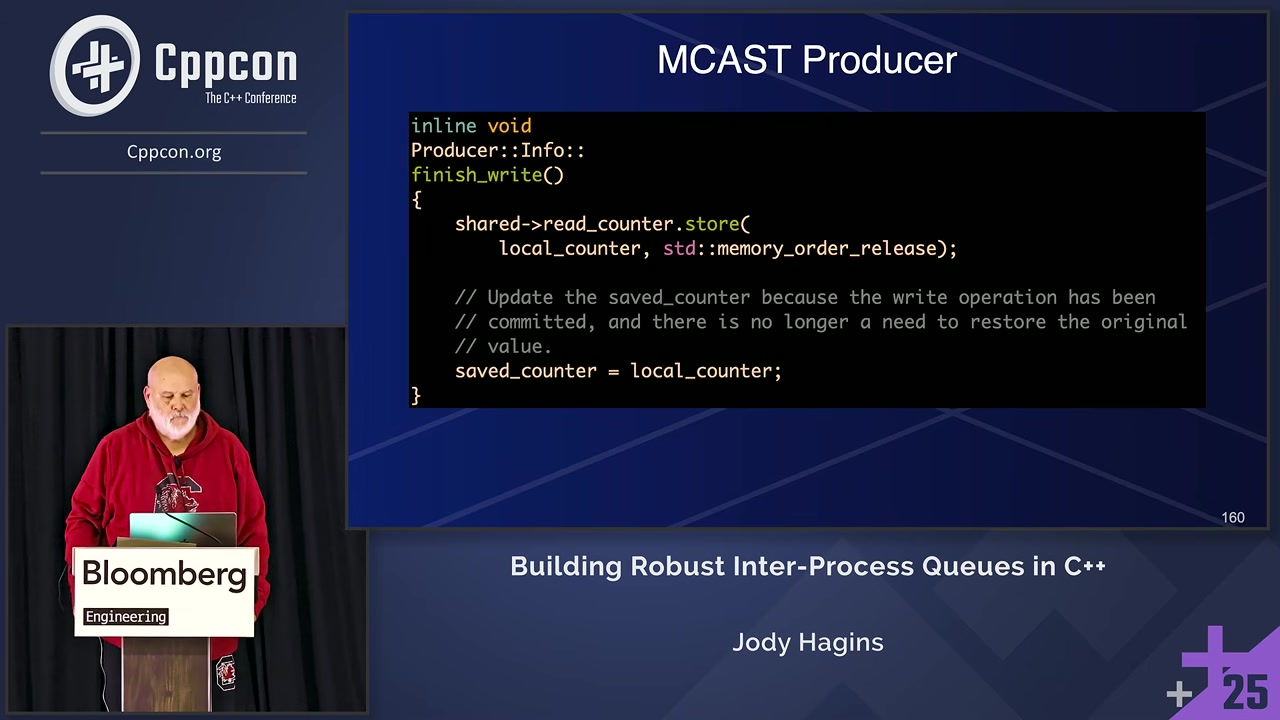 Cppcon
The C++ Conference
Cppcon.org
MCAST Producer
inline void
Producer::Info::
finish_write()
{
    shared->read_counter.store(
        local_counter, std::memory_order_release);

    // Update the saved_counter because the write operation has been
    // committed, and there is no longer a need to restore the original
    // value.
    saved_counter = local_counter;
}
160
Bloomberg
Engineering
Building Robust Inter-Process Queues in C++
Jody Hagins
25